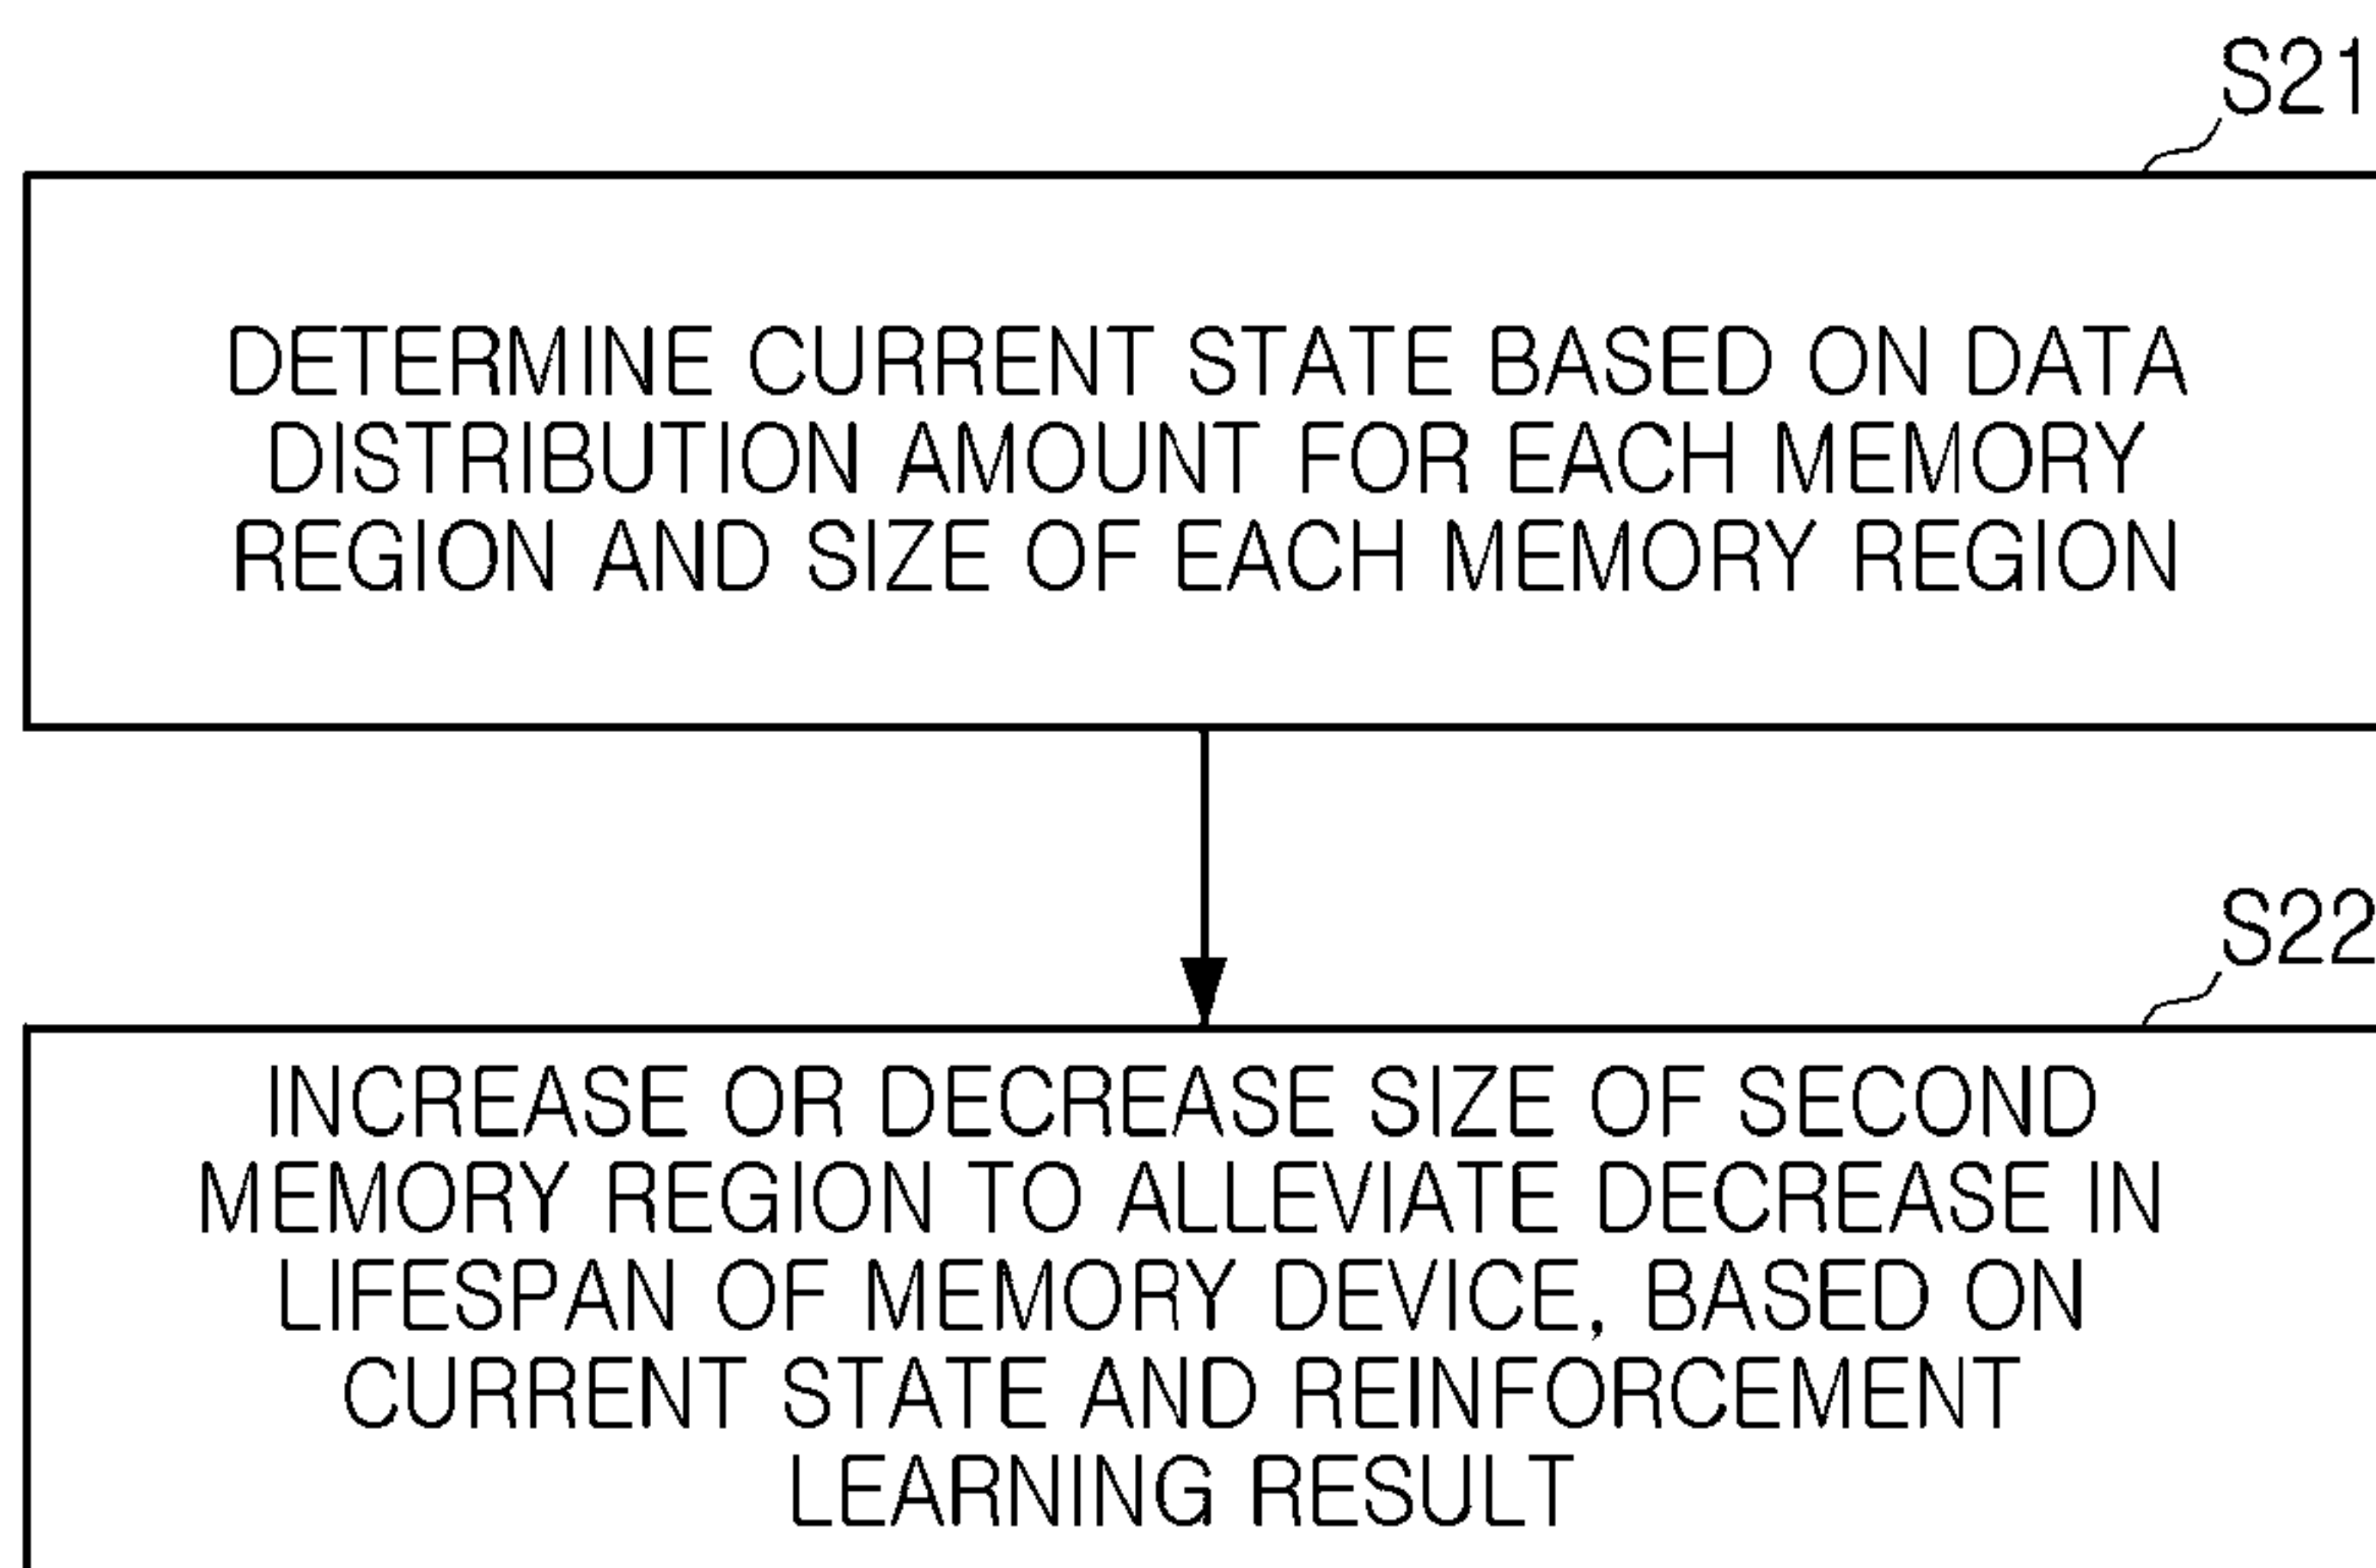 S21
DETERMINE CURRENT STATE BASED ON DATA
DISTRIBUTION AMOUNT FOR EACH MEMORY
REGION AND SIZE OF EACH MEMORY REGION
S22
INCREASE OR DECREASE SIZE OF SECOND
MEMORY REGION TO ALLEVIATE DECREASE IN
LIFESPAN OF MEMORY DEVICE, BASED ON
CURRENT STATE AND REINFORCEMENT
LEARNING RESULT